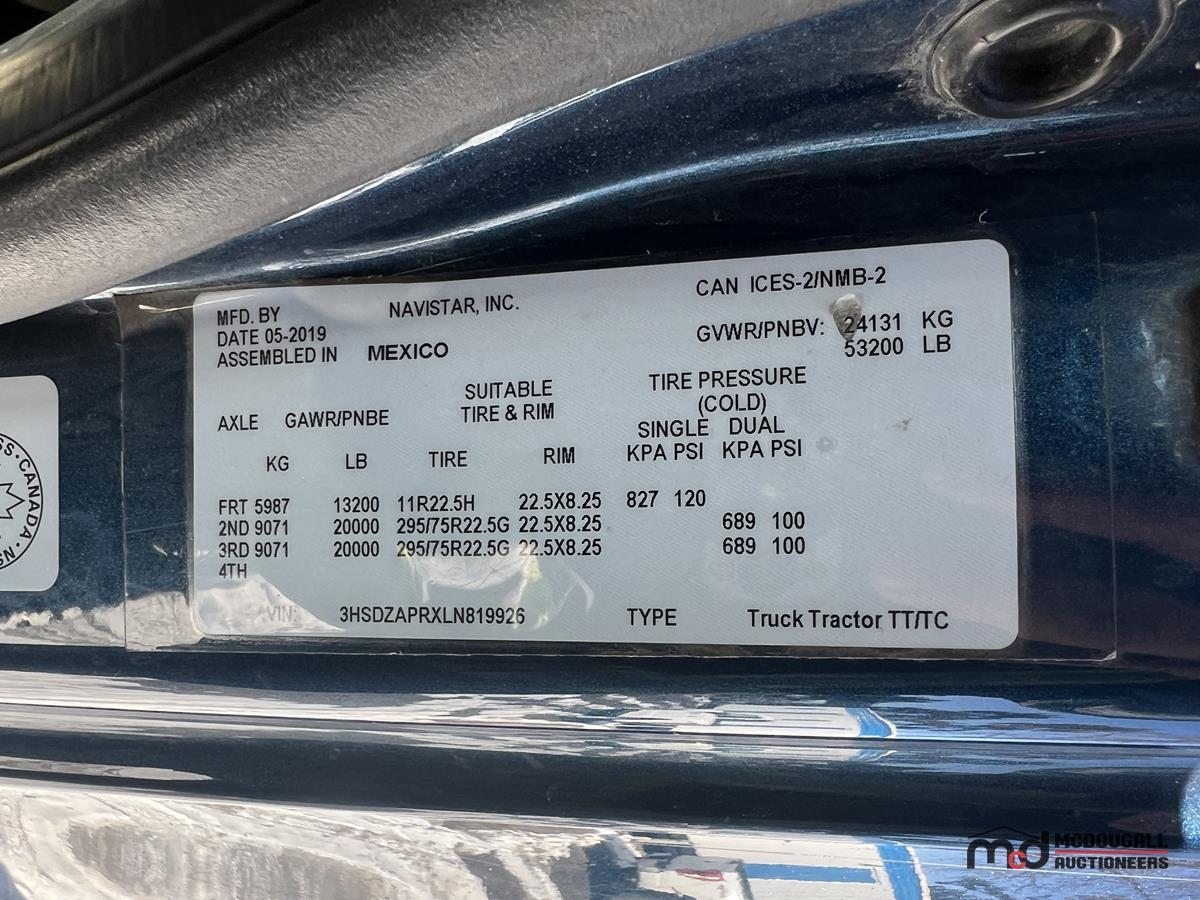 MFD. BY NAVISTAR, INC. CAN ICES-2/NMB-2
DATE 05-2019 GVWR/PNBV: 24131 KG
ASSEMBLED IN MEXICO 53200 LB
SUITABLE TIRE PRESSURE
AXLE GAWR/PNBE TIRE & RIM (COLD)
SINGLE DUAL
KG LB TIRE RIM KPA PSI KPA PSI
FRT 5987 13200 11R22.5H 22.5X8.25 827 120
2ND 9071 20000 295/75R22.5G 22.5X8.25 689 100
3RD 9071 20000 295/75R22.5G 22.5X8.25 689 100
4TH
VIN: 3HSDZAPRXLN819926 TYPE Truck Tractor TT/TC
CANADA
mcd MCDOUGALL
AUCTIONEERS